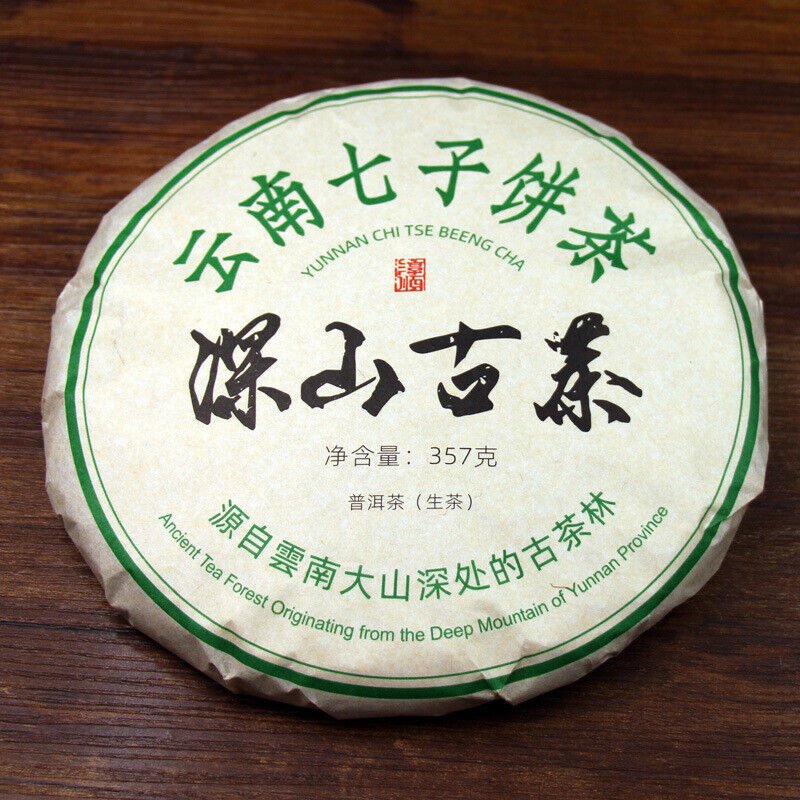 云南七子饼茶
YUNNAN CHI TSE BEENG CHA
深山古茶
净含量：357克
普洱茶（生茶）
源自雲南大山深处的古茶林
Ancient Tea Forest Originating from the Deep Mountain of Yunnan Province